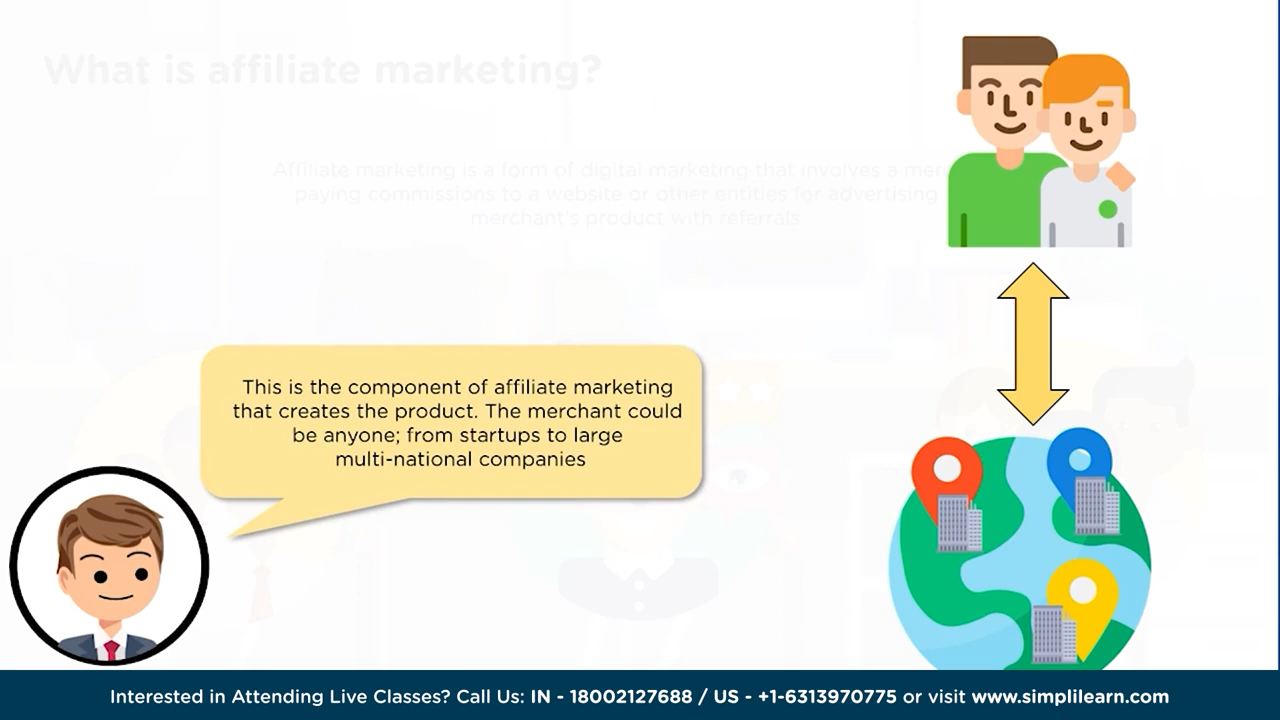 What is affiliate marketing?
Affiliate marketing is a form of digital marketing that involves a
paying commissions to a website or other entities for advertising
merchant's product with referrals
This is the component of affiliate marketing
that creates the product. The merchant could
be anyone; from startups to large
multi-national companies
Interested in Attending Live Classes? Call Us: IN - 18002127688 / US - +1-6313970775 or visit www.simplilearn.com